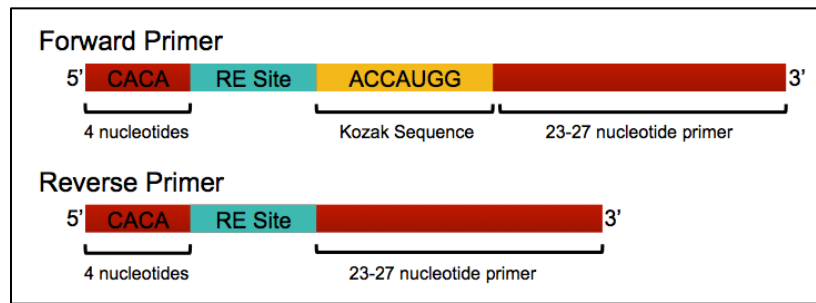 Forward Primer
5’ CACA RE Site ACCAUGG 3’
4 nucleotides Kozak Sequence 23-27 nucleotide primer
Reverse Primer
5’ CACA RE Site 3’
4 nucleotides 23-27 nucleotide primer